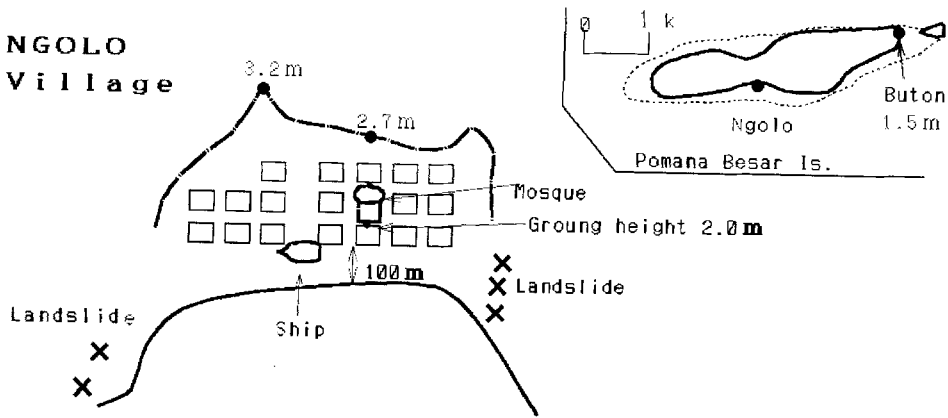 NGOLO
Village
3.2m
2.7m
Mosque
Groung height 2.0m
100m
Landslide
Landslide
Ship
0 1 k
Buton
1.5m
Ngolo
Pomana Besar Is.